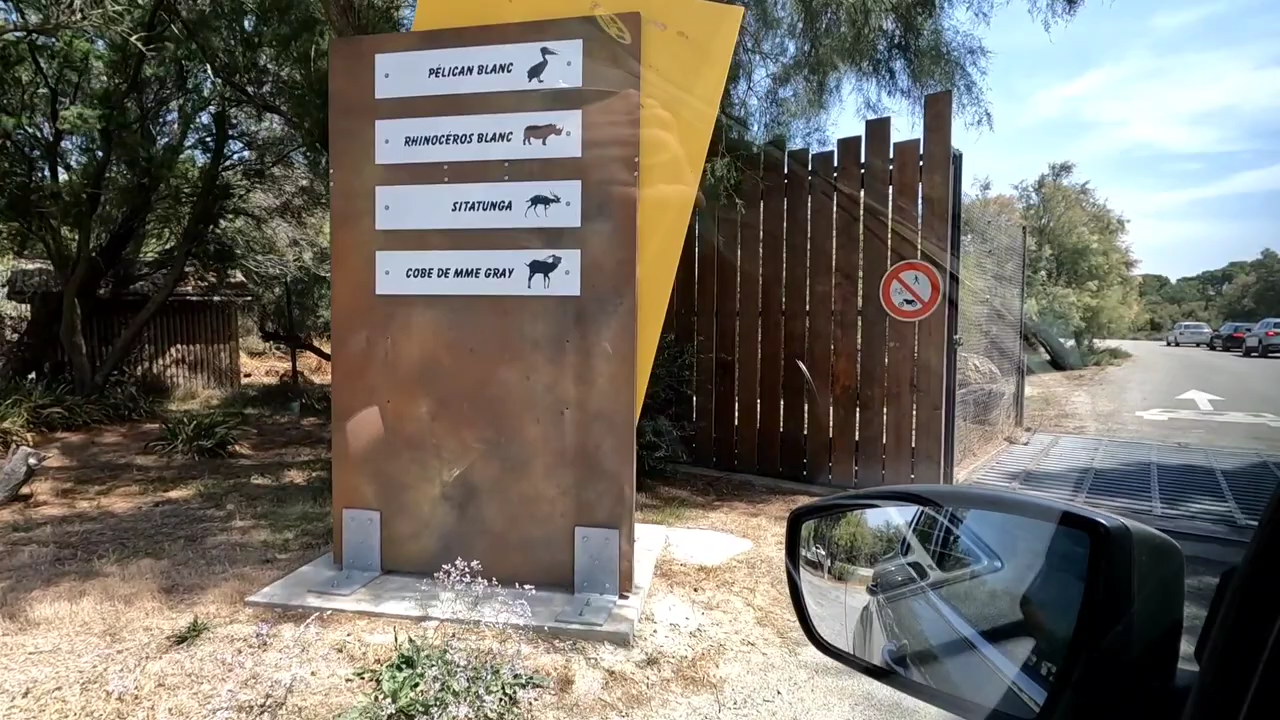 PÉLICAN BLANC
RHINOCÉROS BLANC
SITATUNGA
COBE DE MME GRAY